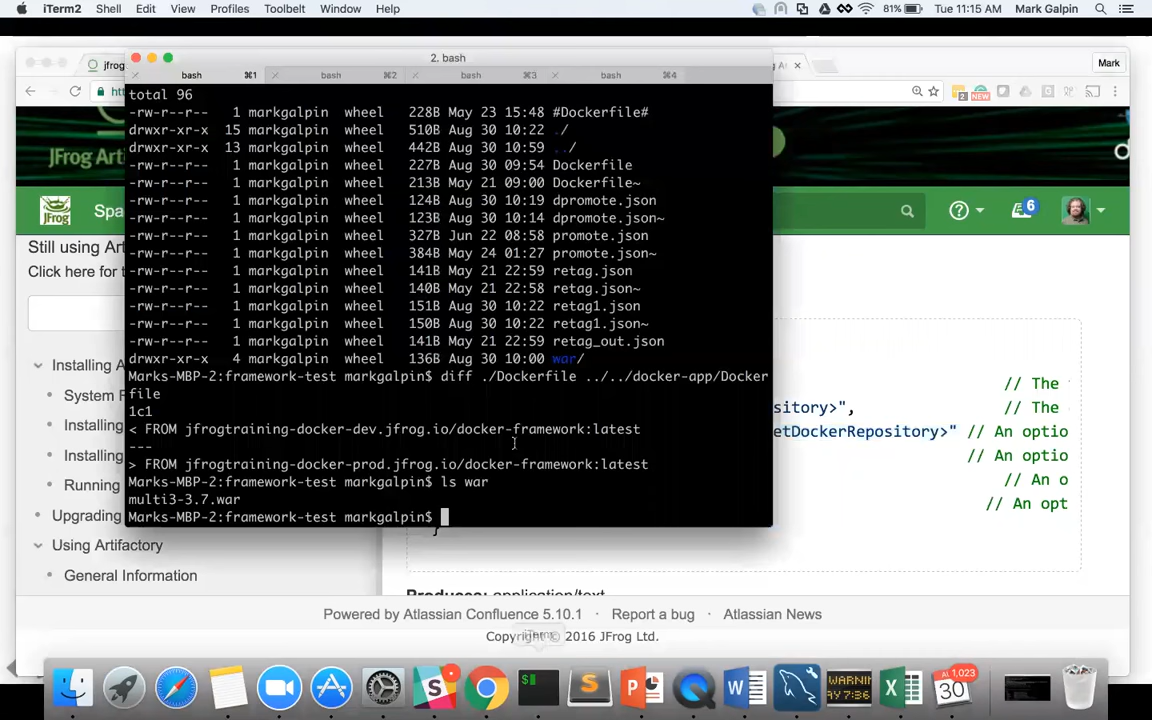 iTerm2 Shell Edit View Profiles Toolbelt Window Help 81% Tue 11:15 AM Mark Galpin
2. bash
jfrog
Mark
bash ⌘1 bash ⌘2 bash ⌘3 bash ⌘4
total 96
-rw-r--r-- 1 markgalpin wheel 228B May 23 15:48 #Dockerfile#
drwxr-xr-x 15 markgalpin wheel 510B Aug 30 10:22 ./
drwxr-xr-x 13 markgalpin wheel 442B Aug 30 10:59 ../
-rw-r--r-- 1 markgalpin wheel 227B Aug 30 09:54 Dockerfile
-rw-r--r-- 1 markgalpin wheel 213B May 21 09:00 Dockerfile~
-rw-r--r-- 1 markgalpin wheel 124B Aug 30 10:19 dpromote.json
-rw-r--r-- 1 markgalpin wheel 123B Aug 30 10:14 dpromote.json~
-rw-r--r-- 1 markgalpin wheel 327B Jun 22 08:58 promote.json
-rw-r--r-- 1 markgalpin wheel 384B May 24 01:27 promote.json~
-rw-r--r-- 1 markgalpin wheel 141B May 21 22:59 retag.json
-rw-r--r-- 1 markgalpin wheel 140B May 21 22:58 retag.json~
-rw-r--r-- 1 markgalpin wheel 151B Aug 30 10:22 retag1.json
-rw-r--r-- 1 markgalpin wheel 150B Aug 30 10:22 retag1.json~
-rw-r--r-- 1 markgalpin wheel 141B May 21 22:59 retag_out.json
drwxr-xr-x 4 markgalpin wheel 136B Aug 30 10:00 war/
Marks-MBP-2:framework-test markgalpin$ diff ./Dockerfile ../../docker-app/Docker
file
1c1
< FROM jfrogtraining-docker-dev.jfrog.io/docker-framework:latest
---
> FROM jfrogtraining-docker-prod.jfrog.io/docker-framework:latest
Marks-MBP-2:framework-test markgalpin$ ls war
multi3-3.7.war
Marks-MBP-2:framework-test markgalpin$
NEW
JFrog Art
JFrog
Spa
6
Still using Art
Click here for t
Installing A
System R
Installing
Installing
Running
Upgrading
Using Artifactory
General Information
// The
sitory>", // The
etDockerRepository>" // An optio
// An optio
// An o
// An opt
}
Produces: application/text
Powered by Atlassian Confluence 5.10.1 · Report a bug · Atlassian News
Copyright © 2016 JFrog Ltd.
iTerm
1,023
30